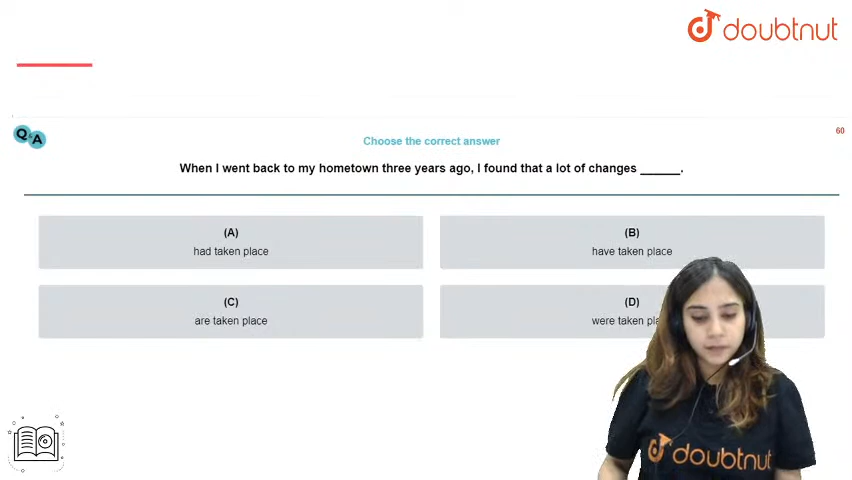 doubtnut
Q & A
60
Choose the correct answer
When I went back to my hometown three years ago, I found that a lot of changes ______.
(A)
had taken place
(B)
have taken place
(C)
are taken place
(D)
were taken pla
doubtnut